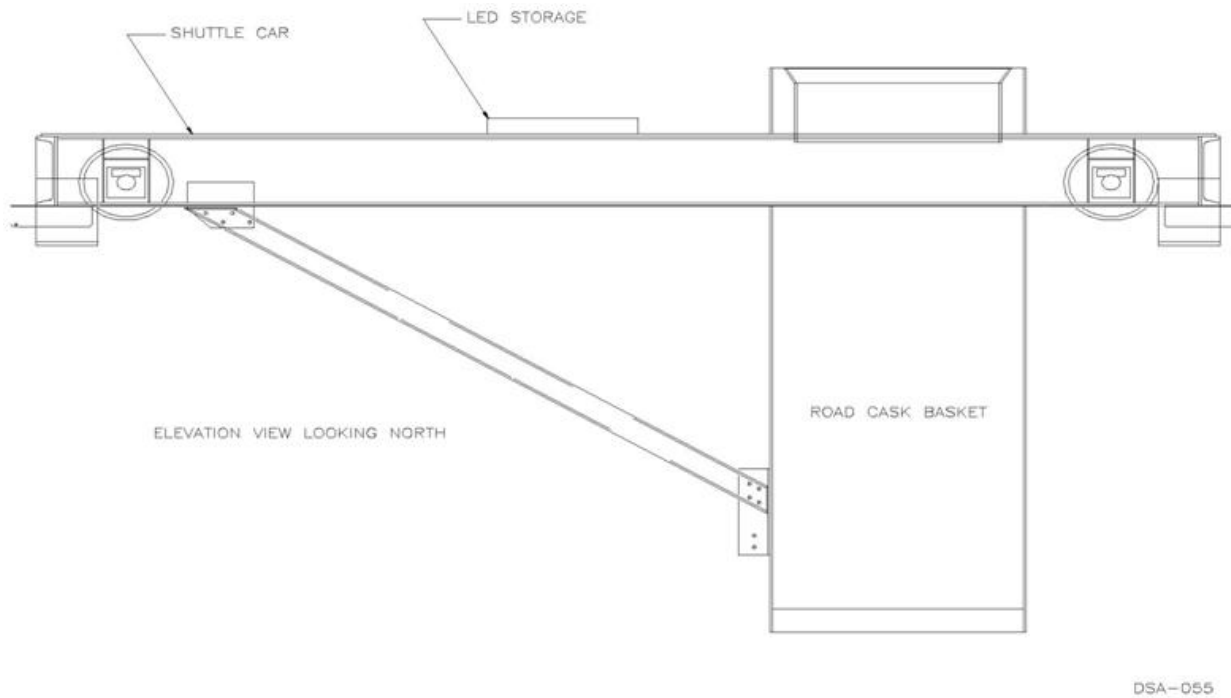 LED STORAGE
SHUTTLE CAR
ROAD CASK BASKET
ELEVATION VIEW LOOKING NORTH
DSA-055